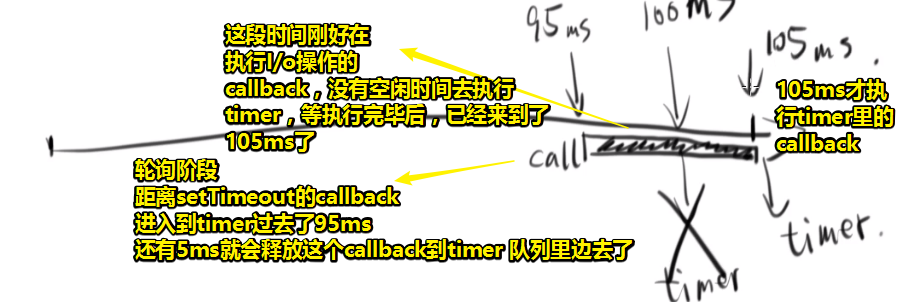 这段时间刚好在
执行I/o操作的
callback，没有空闲时间去执行
timer，等执行完毕后，已经来到了
105ms了
95ms
100ms
105ms.
105ms才执
行timer里的
callback
call
轮询阶段
距离setTimeout的callback
进入到timer过去了95ms
还有5ms就会释放这个callback到timer 队列里边去了
timer
timer.